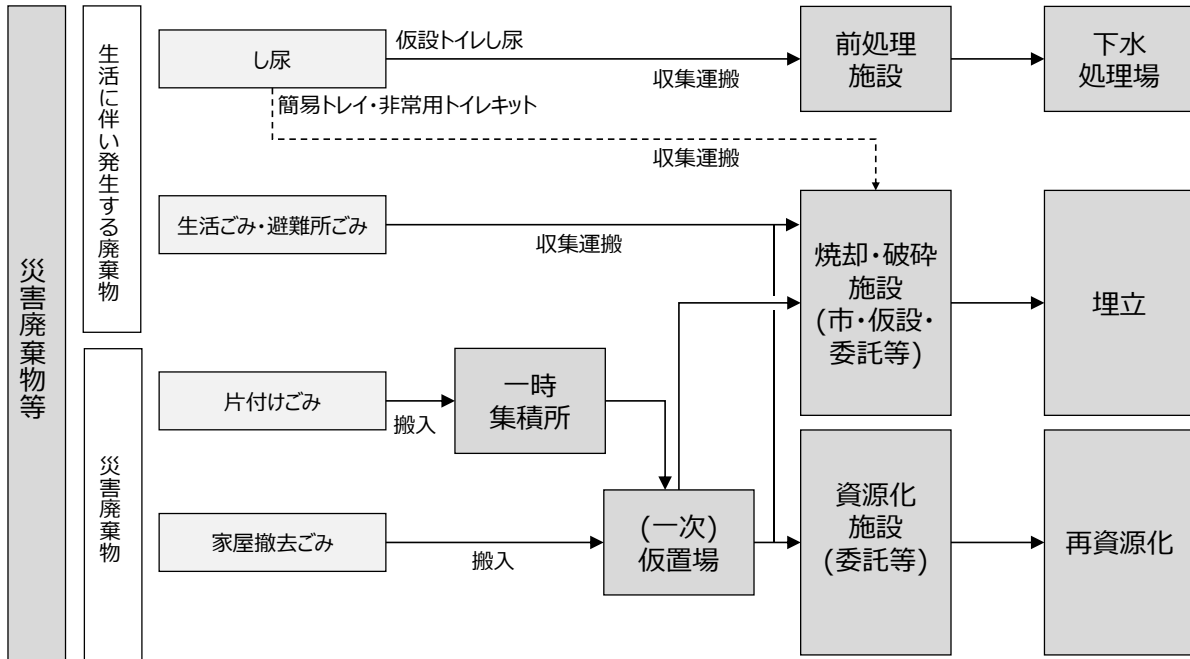 災害廃棄物等
生活に伴い発生する廃棄物
し尿
仮設トイレし尿
収集運搬
前処理
施設
下水
処理場
簡易トレイ・非常用トイレキット
収集運搬
生活ごみ・避難所ごみ
収集運搬
焼却・破砕
施設
(市・仮設・
委託等)
埋立
災害廃棄物
片付けごみ
搬入
一時
集積所
家屋撤去ごみ
搬入
(一次)
仮置場
資源化
施設
(委託等)
再資源化